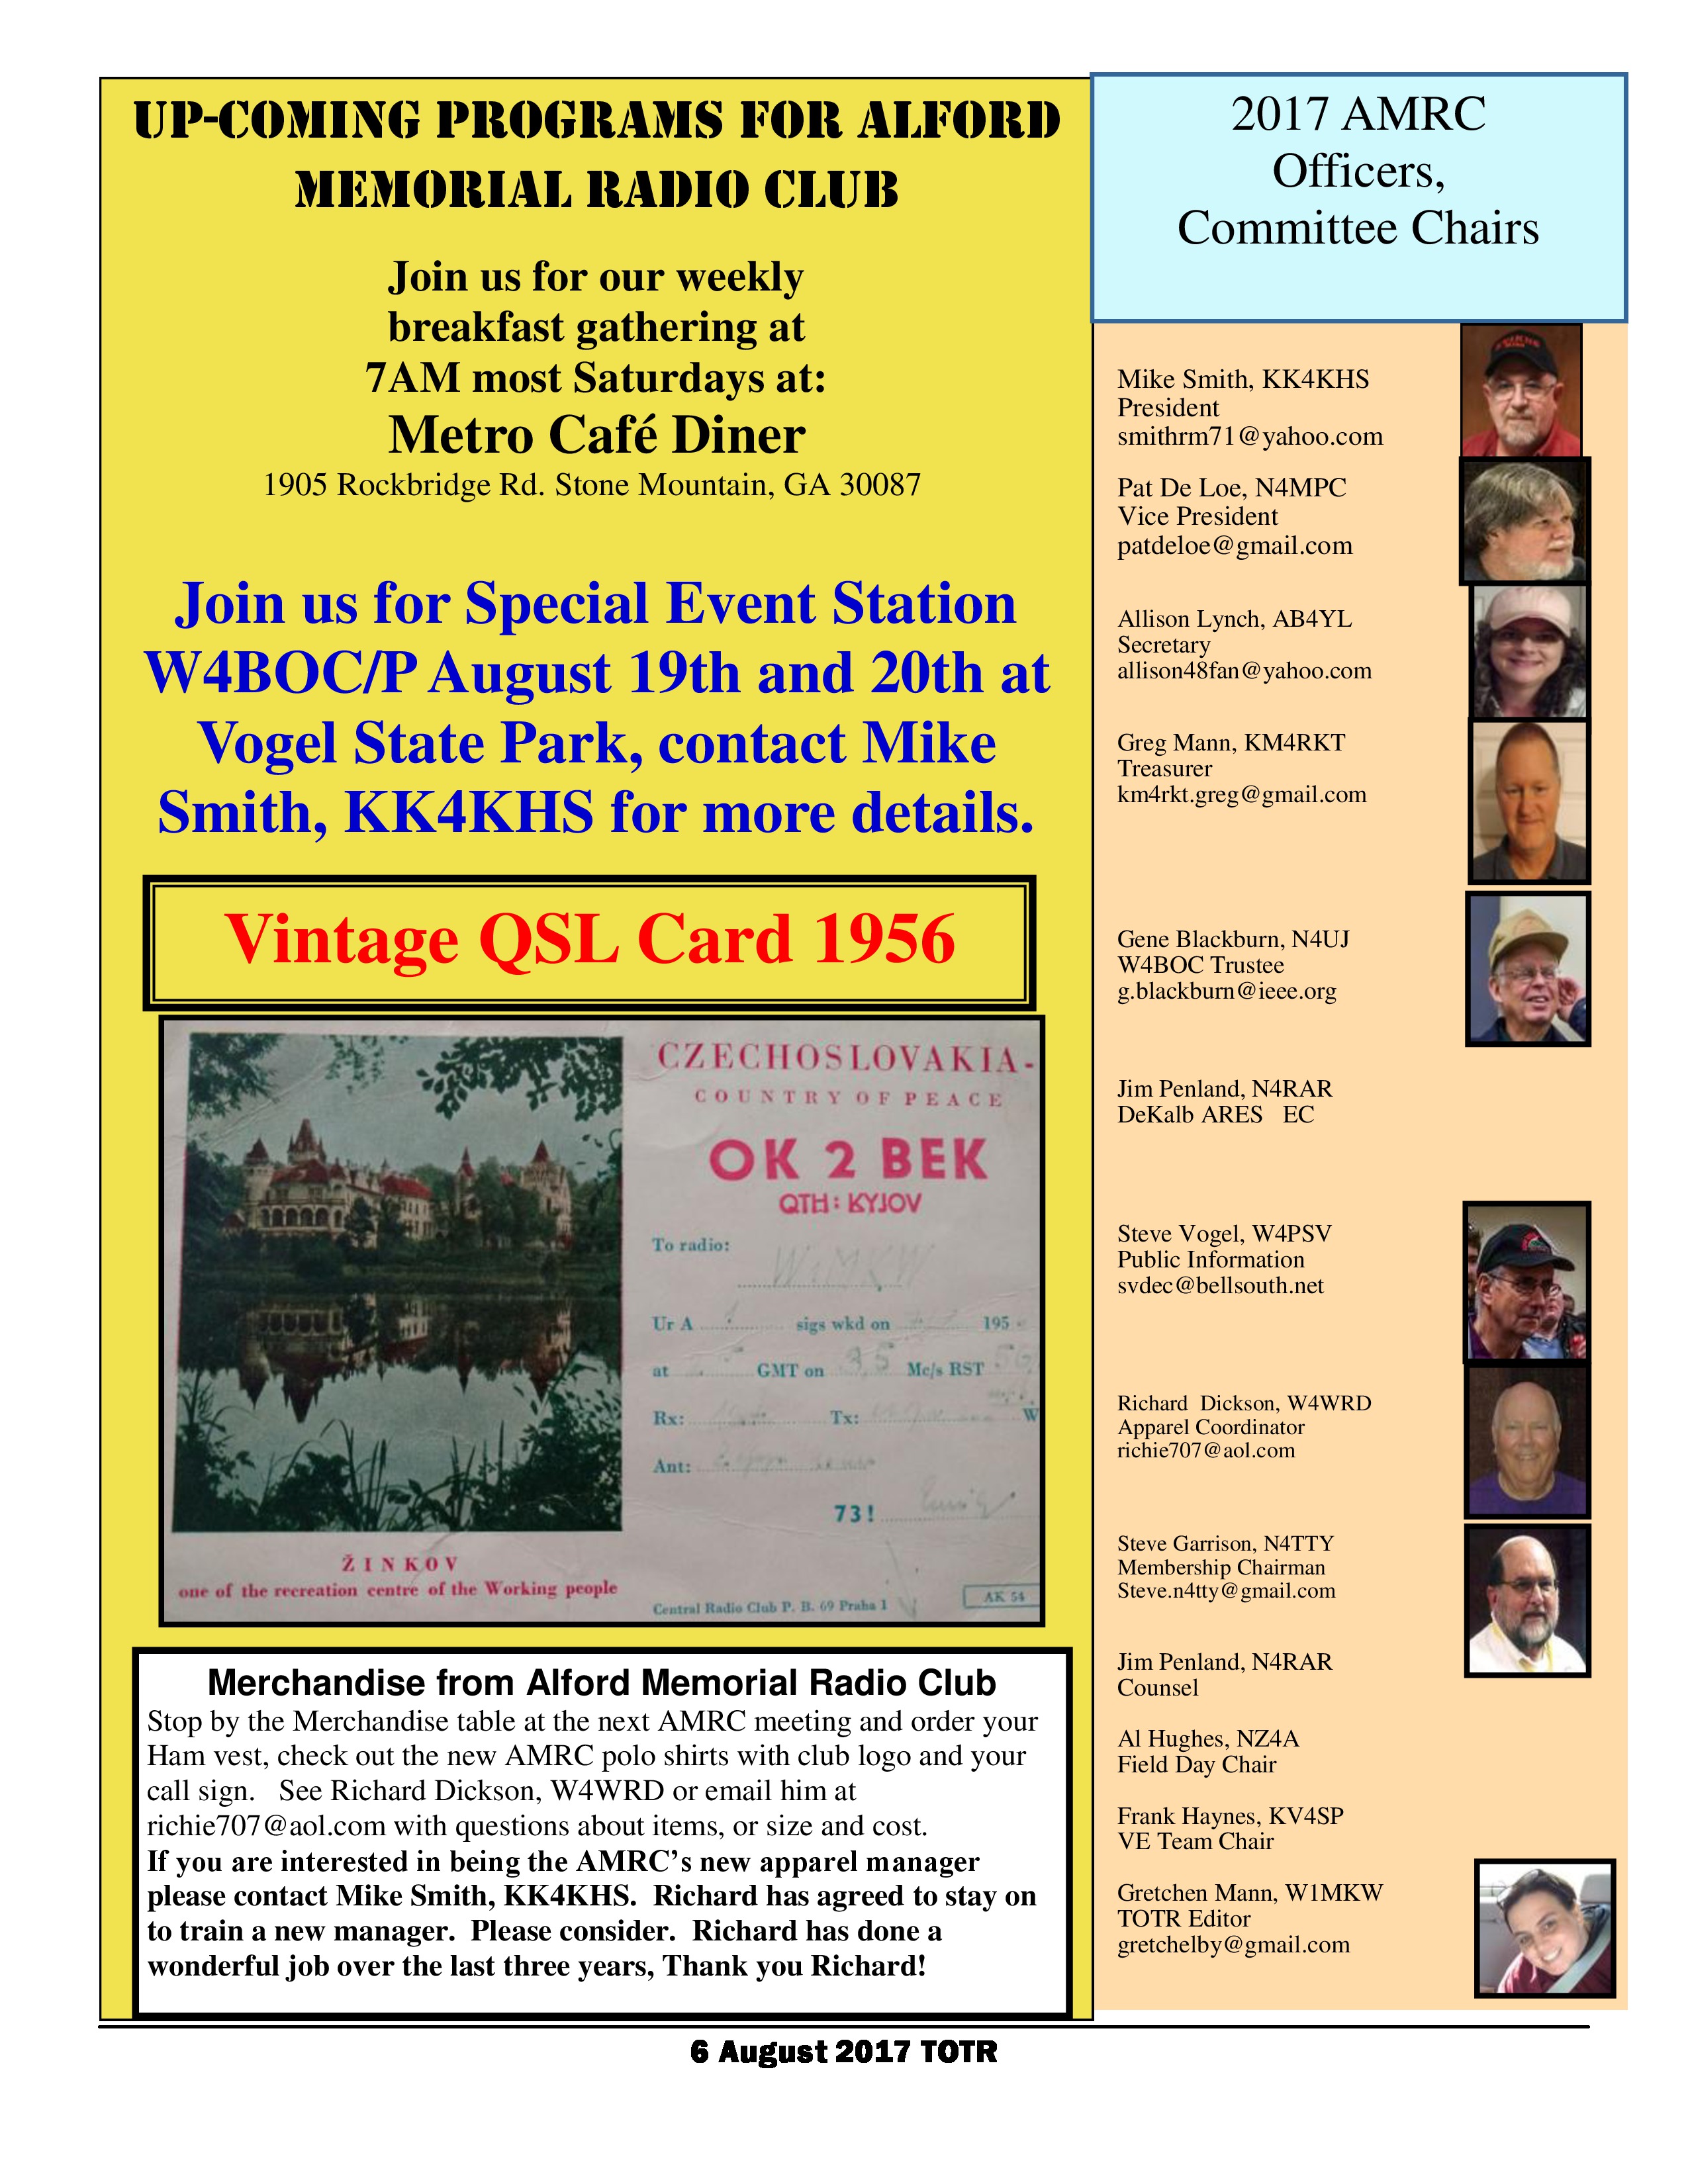 UP-COMING PROGRAMS FOR ALFORD
MEMORIAL RADIO CLUB
Join us for our weekly
breakfast gathering at
7AM most Saturdays at:
Metro Café Diner
1905 Rockbridge Rd. Stone Mountain, GA 30087
Join us for Special Event Station
W4BOC/P August 19th and 20th at
Vogel State Park, contact Mike
Smith, KK4KHS for more details.
Vintage QSL Card 1956
CZECHOSLOVAKIA-
COUNTRY OF PEACE
OK 2 BEK
QTH: KYJOV
To radio:
Ur A sigs wkd on 195
at GMT on 3,5 Mc/s RST
Rx: Tx: W
Ant:
73!
ŽINKOV
one of the recreation centre of the Working people
Central Radio Club P. B. 69 Praha 1
AK 54
Merchandise from Alford Memorial Radio Club
Stop by the Merchandise table at the next AMRC meeting and order your
Ham vest, check out the new AMRC polo shirts with club logo and your
call sign. See Richard Dickson, W4WRD or email him at
richie707@aol.com with questions about items, or size and cost.
If you are interested in being the AMRC's new apparel manager
please contact Mike Smith, KK4KHS. Richard has agreed to stay on
to train a new manager. Please consider. Richard has done a
wonderful job over the last three years, Thank you Richard!
2017 AMRC
Officers,
Committee Chairs
Mike Smith, KK4KHS
President
smithrm71@yahoo.com
Pat De Loe, N4MPC
Vice President
patdeloe@gmail.com
Allison Lynch, AB4YL
Secretary
allison48fan@yahoo.com
Greg Mann, KM4RKT
Treasurer
km4rkt.greg@gmail.com
Gene Blackburn, N4UJ
W4BOC Trustee
g.blackburn@ieee.org
Jim Penland, N4RAR
DeKalb ARES EC
Steve Vogel, W4PSV
Public Information
svdec@bellsouth.net
Richard Dickson, W4WRD
Apparel Coordinator
richie707@aol.com
Steve Garrison, N4TTY
Membership Chairman
Steve.n4tty@gmail.com
Jim Penland, N4RAR
Counsel
Al Hughes, NZ4A
Field Day Chair
Frank Haynes, KV4SP
VE Team Chair
Gretchen Mann, W1MKW
TOTR Editor
gretchelby@gmail.com
6 August 2017 TOTR